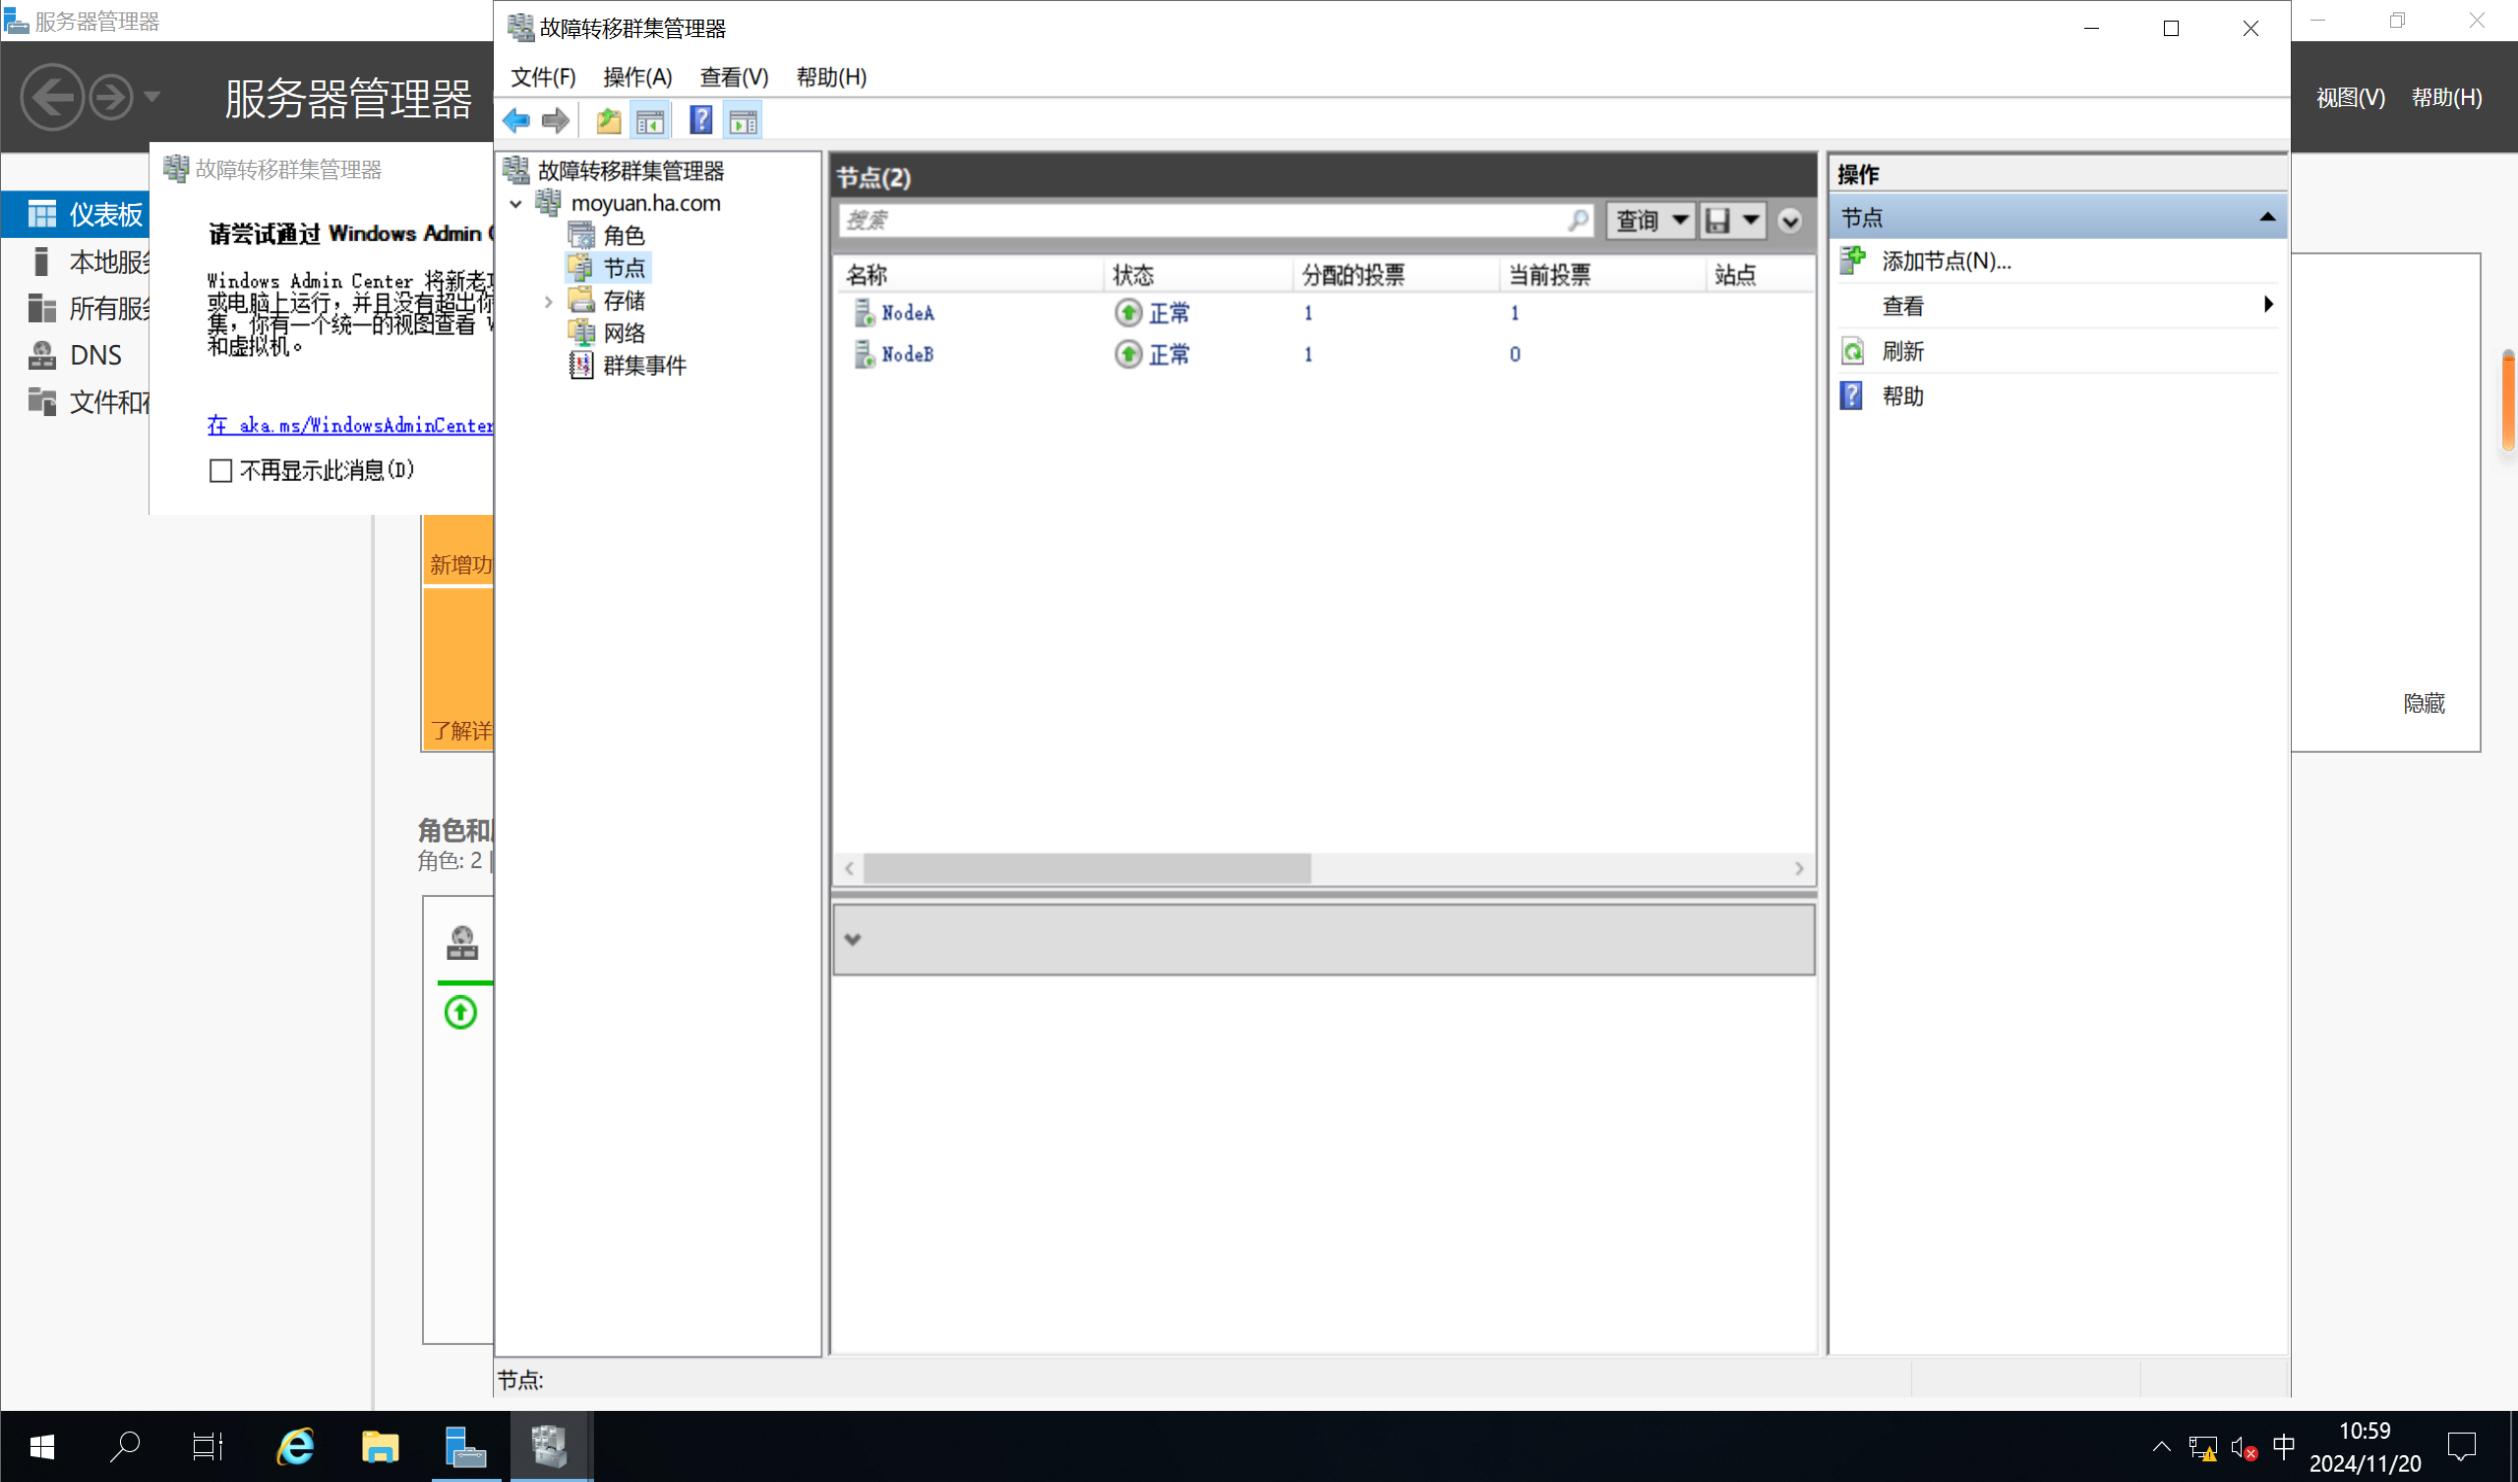 服务器管理器
服务器管理器
视图(V)
帮助(H)
仪表板
本地服
所有服
DNS
文件和
故障转移群集管理器
请尝试通过 Windows Admin
Windows Admin Center 将新老
或电脑上运行，并且没有超出你
集，你有一个统一的视图查看
和虚拟机。
在 aka.ms/WindowsAdminCenter
不再显示此消息(D)
新增功
了解详
隐藏
角色和
角色: 2
故障转移群集管理器
文件(F)
操作(A)
查看(V)
帮助(H)
故障转移群集管理器
moyuan.ha.com
角色
节点
存储
网络
群集事件
节点(2)
搜索
查询
名称 状态 分配的投票 当前投票 站点
NodeA 正常 1 1
NodeB 正常 1 0
操作
节点
添加节点(N)...
查看
刷新
帮助
节点:
中
10:59
2024/11/20